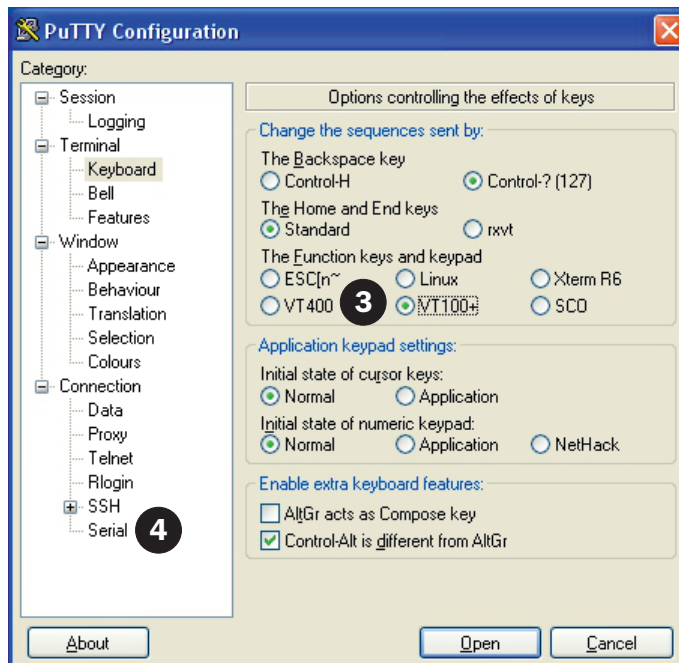 PuTTY Configuration
Category:
Session
Logging
Terminal
Keyboard
Bell
Features
Window
Appearance
Behaviour
Translation
Selection
Colours
Connection
Data
Proxy
Telnet
Rlogin
SSH
Serial
4
Options controlling the effects of keys
Change the sequences sent by:
The Backspace key
Control-H Control-? (127)
The Home and End keys
Standard rxvt
The Function keys and keypad
ESC[n~ Linux Xterm R6
VT400 3 VT100+ SCO
Application keypad settings:
Initial state of cursor keys:
Normal Application
Initial state of numeric keypad:
Normal Application NetHack
Enable extra keyboard features:
AltGr acts as Compose key
Control-Alt is different from AltGr
About Open Cancel